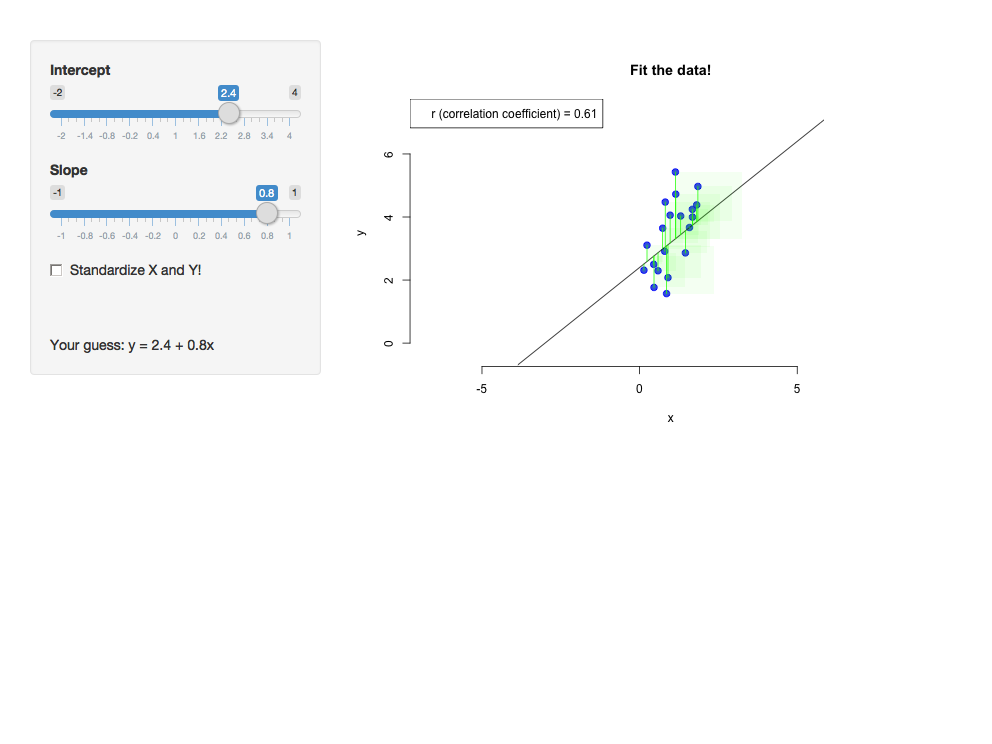 Intercept
-2 2.4 4
-2 -1.4 -0.8 -0.2 0.4 1 1.6 2.2 2.8 3.4 4
Slope
-1 0.8 1
-1 -0.8 -0.6 -0.4 -0.2 0 0.2 0.4 0.6 0.8 1
Standardize X and Y!
Your guess: y = 2.4 + 0.8x
Fit the data!
r (correlation coefficient) = 0.61
6
4
y
2
0
-5 0 5
x